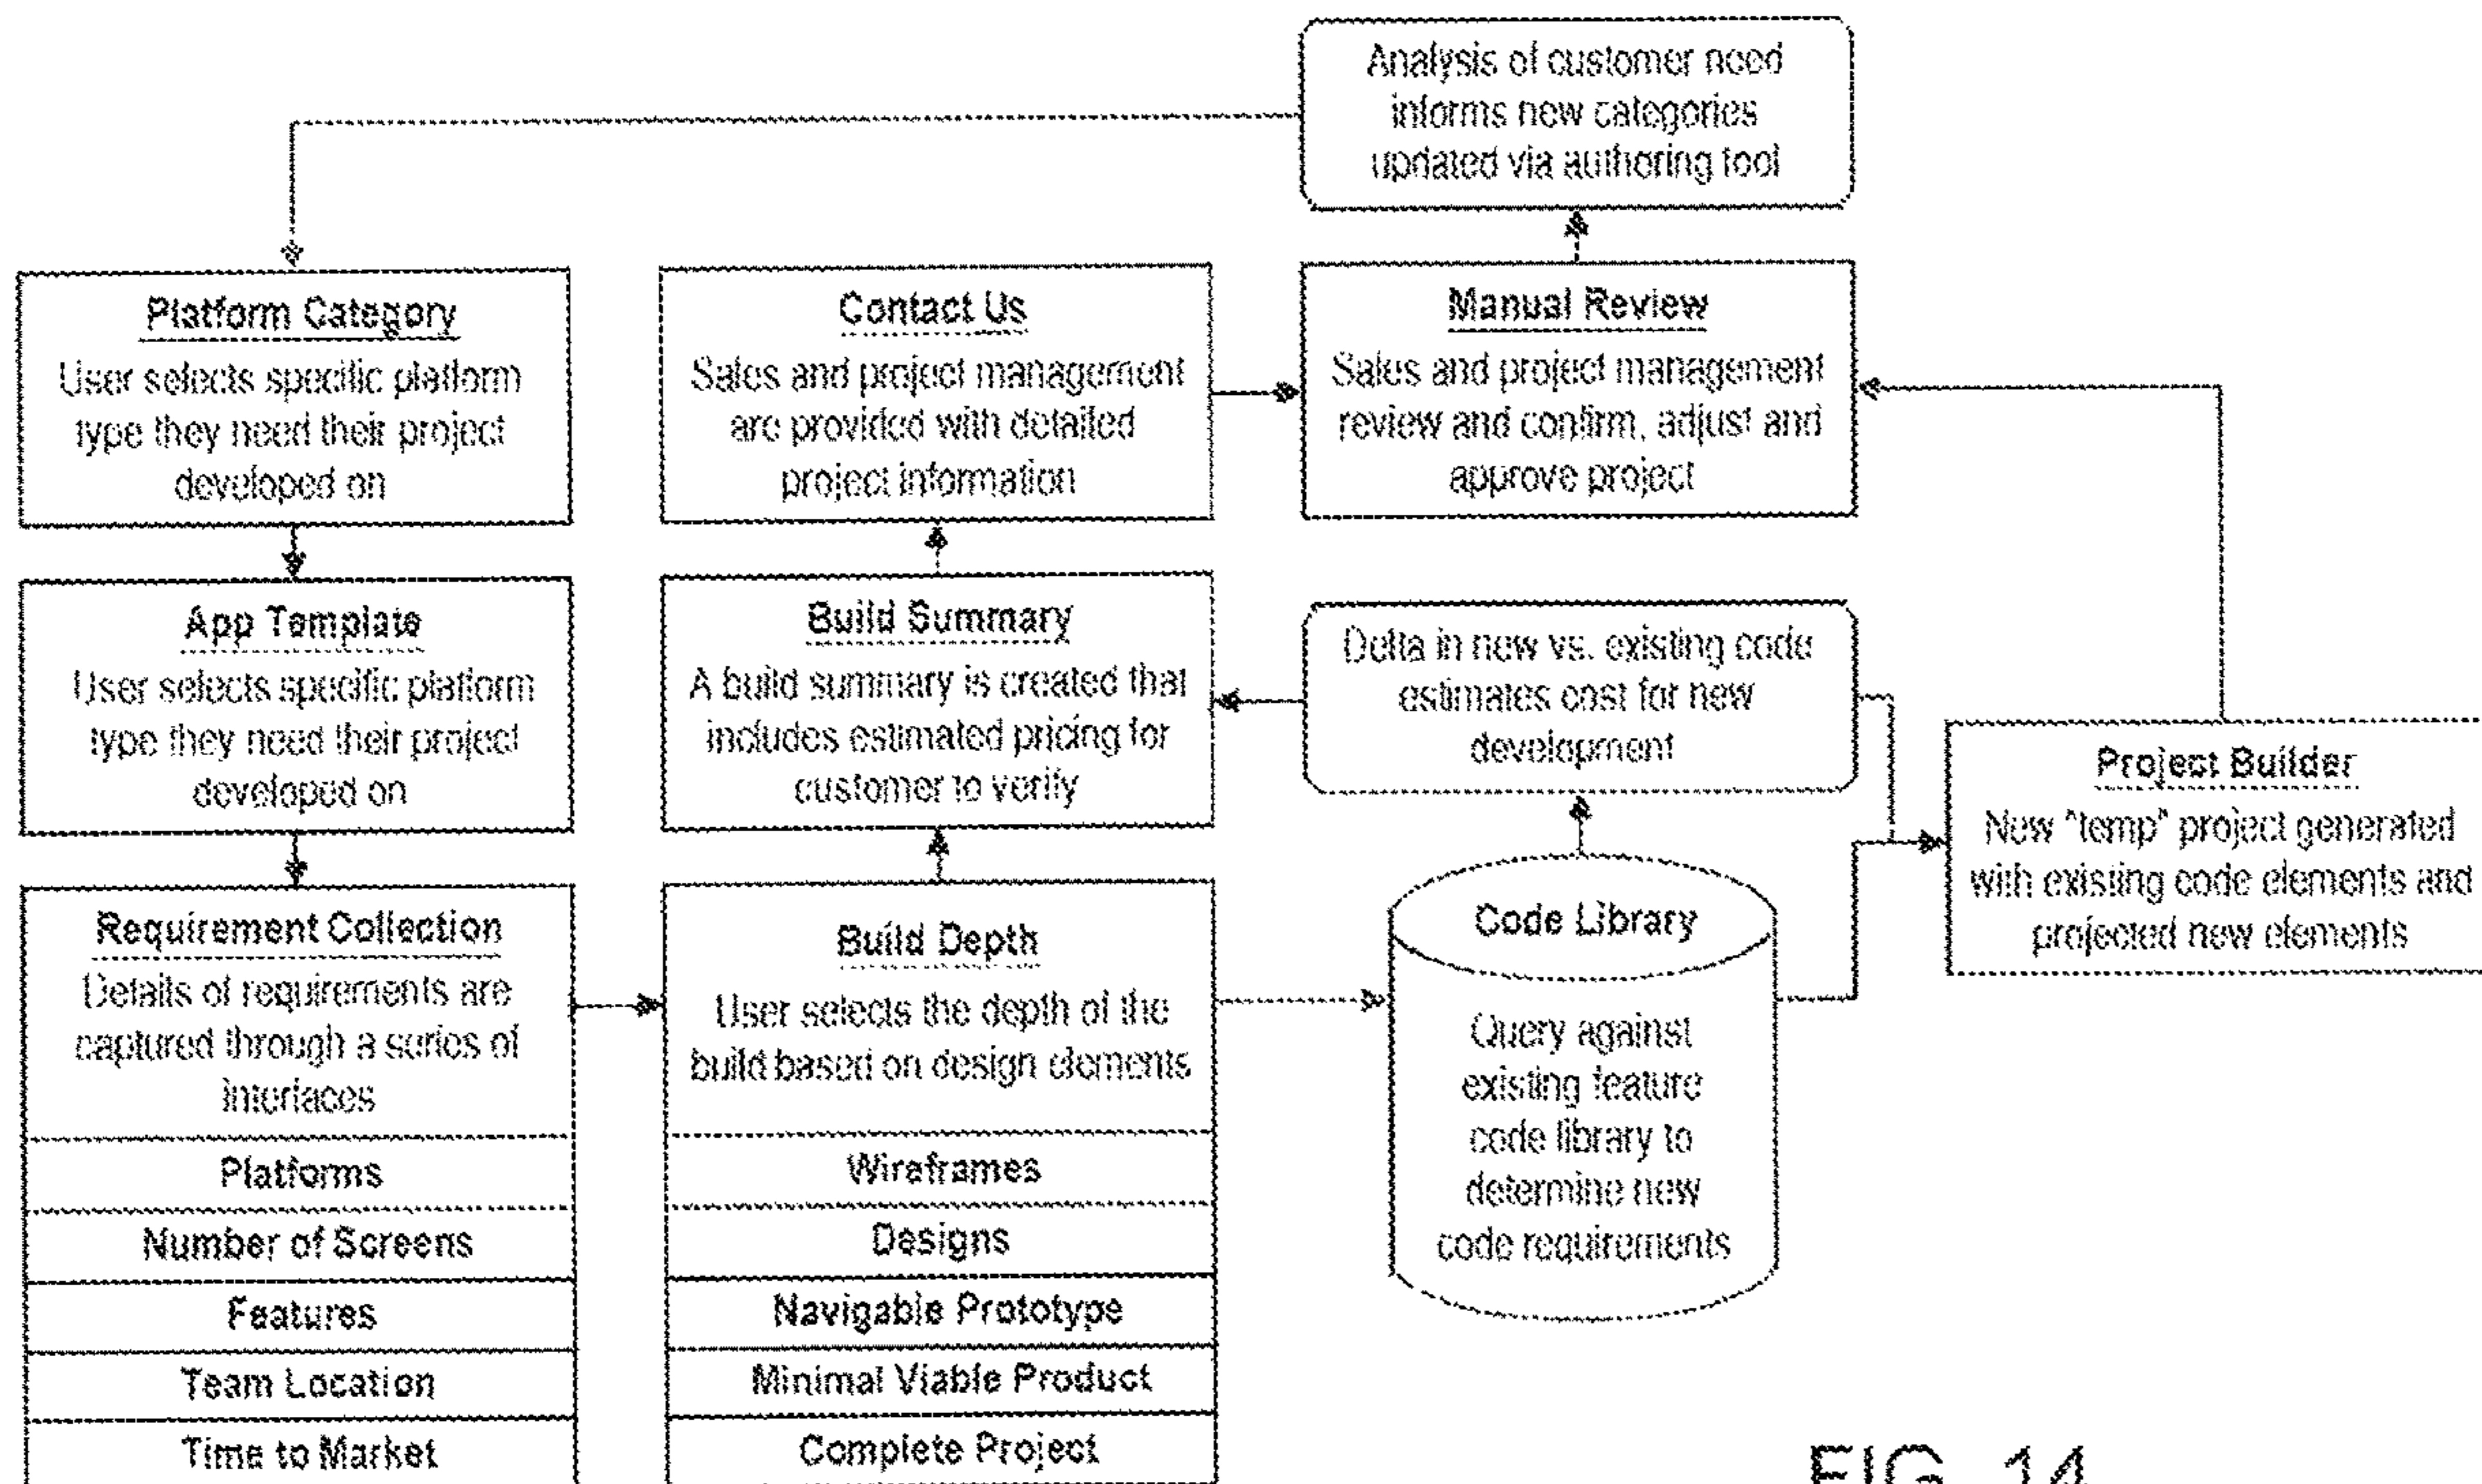 Analysis of customer need
informs new categories
updated via authoring tool
Platform Category
User selects specific platform
type they need their project
developed on
Contact Us
Sales and project management
are provided with detailed
project information
Manual Review
Sales and project management
review and confirm, adjust and
approve project
App Template
User selects specific platform
type they need their project
developed on
Build Summary
A build summary is created that
includes estimated pricing for
customer to verify
Delta in new vs. existing code
estimates cost for new
development
Project Builder
New "temp" project generated
with existing code elements and
projected new elements
Requirement Collection
Details of requirements are
captured through a series of
interfaces
Platforms
Number of Screens
Features
Team Location
Time to Market
Build Depth
User selects the depth of the
build based on design elements
Wireframes
Designs
Navigable Prototype
Minimal Viable Product
Complete Project
Code Library
Query against
existing feature
code library to
determine new
code requirements
FIG. 14